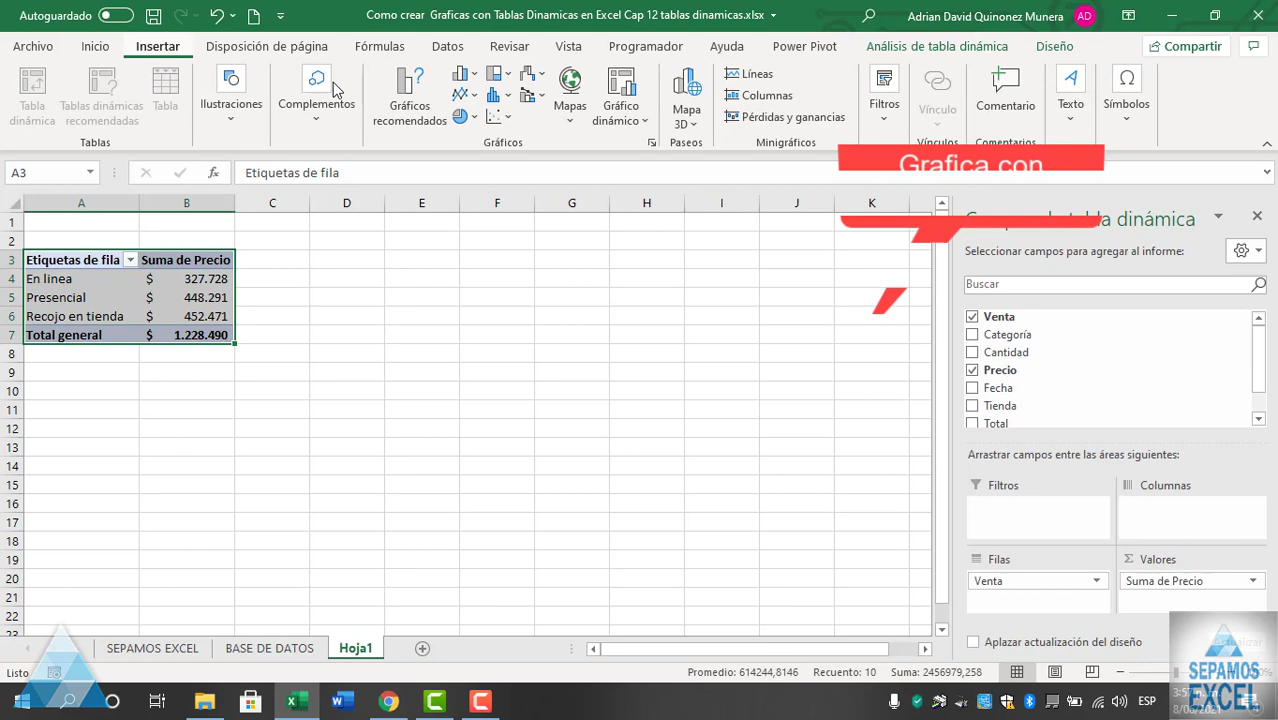 Autoguardado
Como crear Graficas con Tablas Dinamicas en Excel Cap 12 tablas dinamicas.xlsx
Adrian David Quinonez Munera
AD
Archivo Inicio Insertar Disposición de página Fórmulas Datos Revisar Vista Programador Ayuda Power Pivot Análisis de tabla dinámica Diseño Compartir
Tabla dinámica
Tablas dinámicas recomendadas
Tabla
Ilustraciones
Complementos
Gráficos recomendados
Mapas
Gráfico dinámico
Mapa 3D
Líneas
Columnas
Pérdidas y ganancias
Filtros
Vínculo
Comentario
Texto
Símbolos
Tablas Gráficos Paseos Minigráficos Vínculos Comentarios
Grafica con
A3 fx Etiquetas de fila
A B C D E F G H I J K
1
2
3 Etiquetas de fila Suma de Precio
4 En linea $ 327.728
5 Presencial $ 448.291
6 Recojo en tienda $ 452.471
7 Total general $ 1.228.490
8
9
10
11
12
13
14
15
16
17
18
19
20
21
22
23
tabla dinámica
Seleccionar campos para agregar al informe:
Buscar
Venta
Categoría
Cantidad
Precio
Fecha
Tienda
Total
Arrastrar campos entre las áreas siguientes:
Filtros
Columnas
Filas
Valores
Venta
Suma de Precio
Aplazar actualización del diseño
SEPAMOS EXCEL BASE DE DATOS Hoja1
Listo
Promedio: 614244,8146 Recuento: 10 Suma: 2456979,258
SEPAMOS
EXCEL
ESP